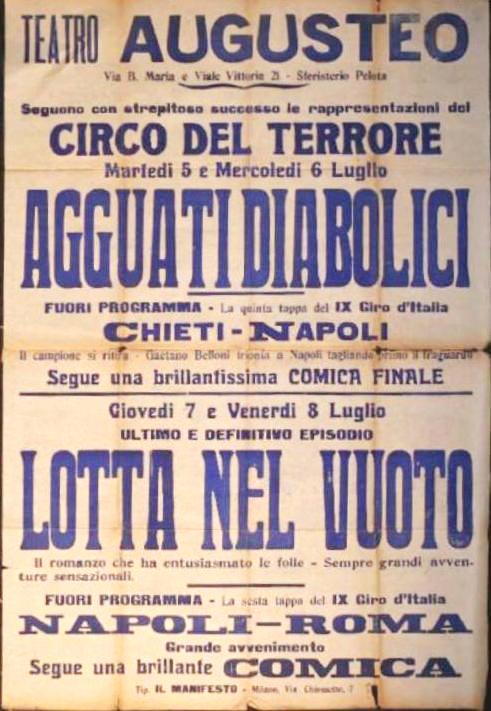 TEATRO AUGUSTEO
Via B. Maria e Viale Vittoria 21 - Sferisterio Pelota
Seguono con strepitoso successo le rappresentazioni del
CIRCO DEL TERRORE
Martedì 5 e Mercoledì 6 Luglio
AGGUATI DIABOLICI
FUORI PROGRAMMA - La quinta tappa del IX Giro d'Italia
CHIETI-NAPOLI
Il campione si ritira - Gaetano Belloni trionfa a Napoli tagliando primo il traguardo
Segue una brillantissima COMICA FINALE
Giovedì 7 e Venerdì 8 Luglio
ULTIMO E DEFINITIVO EPISODIO
LOTTA NEL VUOTO
Il romanzo che ha entusiasmato le folle - Sempre grandi avven-
ture sensazionali.
FUORI PROGRAMMA - La sesta tappa del IX Giro d'Italia
NAPOLI-ROMA
Grande avvenimento
Segue una brillante COMICA
Tip. IL MANIFESTO - Milano, Via 7